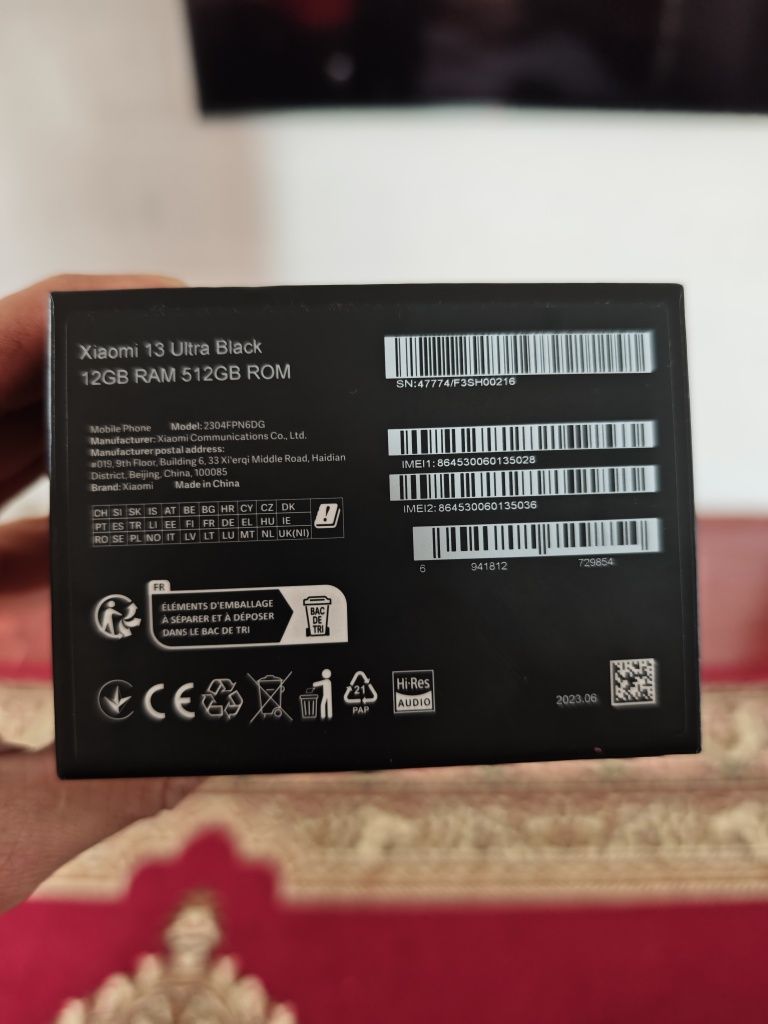 Xiaomi 13 Ultra Black
12GB RAM 512GB ROM
Mobile Phone Model: 2304FPN6DG
Manufacturer: Xiaomi Communications Co., Ltd.
Manufacturer postal address:
#019, 9th Floor, Building 6, 33 Xi'erqi Middle Road, Haidian
District, Beijing, China, 100085
Brand: Xiaomi Made in China
CH SI SK IS AT BE BG HR CY CZ DK
PT ES TR LI EE FI FR DE EL HU IE
RO SE PL NO IT LV LT LU MT NL UK(NI)
FR
ÉLÉMENTS D'EMBALLAGE
À SÉPARER ET À DÉPOSER
DANS LE BAC DE TRI
BAC
DE
TRI
CE
21
PAP
Hi-Res
AUDIO
SN:47774/F3SH00216
IMEI1: 864530060135028
IMEI2: 864530060135036
6 941812 729854
2023.06